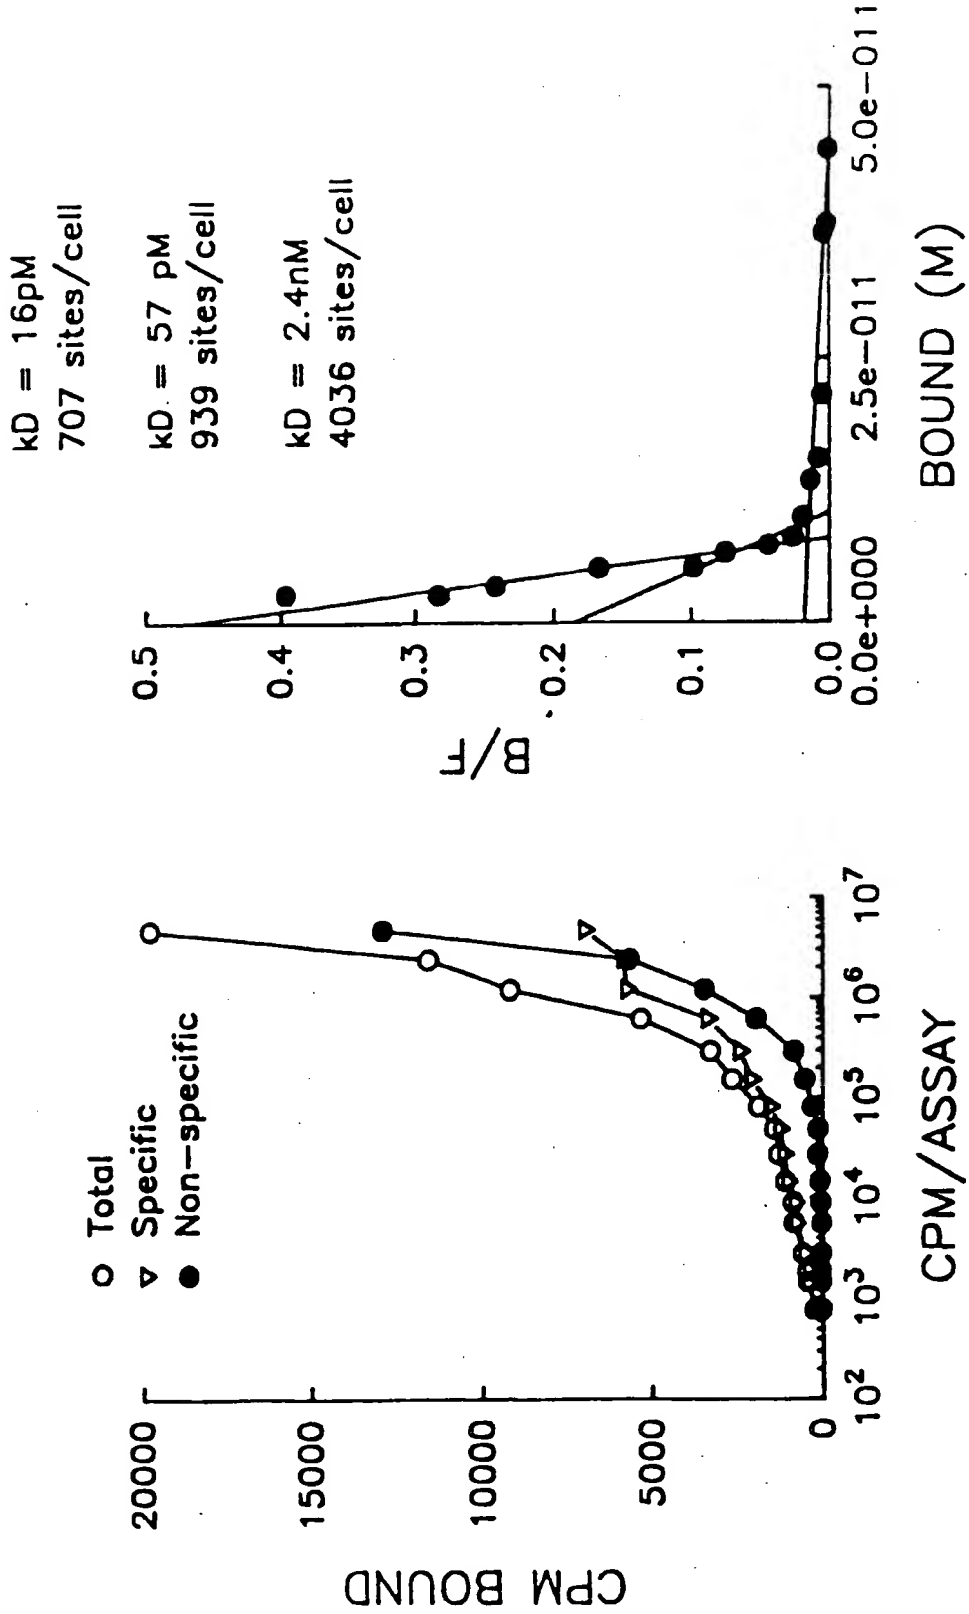 CPM BOUND
20000
15000
10000
5000
0
10²
10³
10⁴
10⁵
10⁶
10⁷
CPM/ASSAY
Total
Specific
Non-specific
B/F
0.5
0.4
0.3
0.2
0.1
0.0
0.0e+000
2.5e-011
5.0e-011
BOUND (M)
kD = 16pM
707 sites/cell
kD = 57 pM
939 sites/cell
kD = 2.4nM
4036 sites/cell